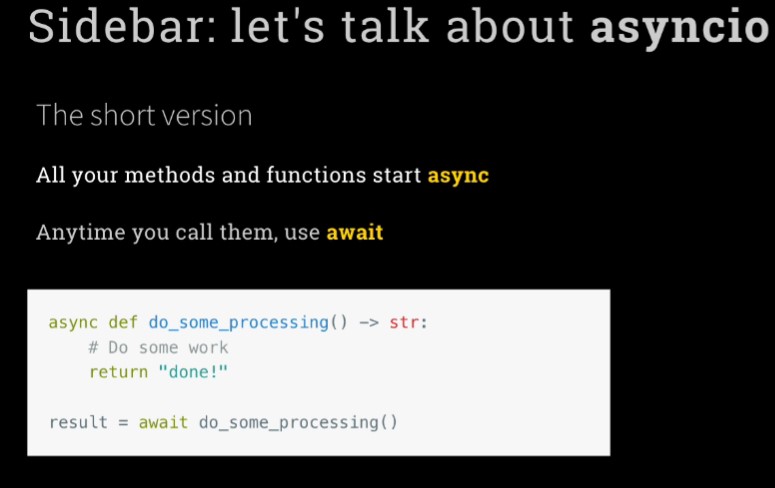 Sidebar: let's talk about asyncio
The short version
All your methods and functions start async
Anytime you call them, use await
async def do_some_processing() -> str:
    # Do some work
    return "done!"
result = await do_some_processing()